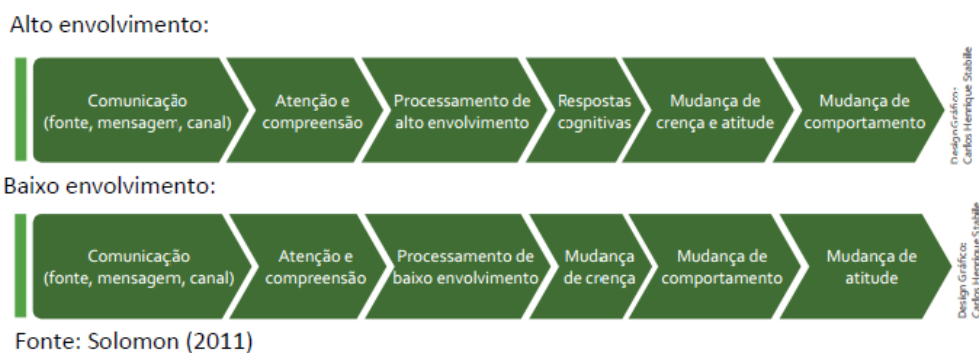 Alto envolvimento:
Comunicação
(fonte, mensagem, canal)
Atenção e
compreensão
Processamento de
alto envolvimento
Respostas
cognitivas
Mudança de
crença e atitude
Mudança de
comportamento
Design Gráfico:
Carlos Henrique Stabille
Baixo envolvimento:
Comunicação
(fonte, mensagem, canal)
Atenção e
compreensão
Processamento de
baixo envolvimento
Mudança
de crença
Mudança de
comportamento
Mudança de
atitude
Design Gráfico:
Carlos Henrique Stabille
Fonte: Solomon (2011)